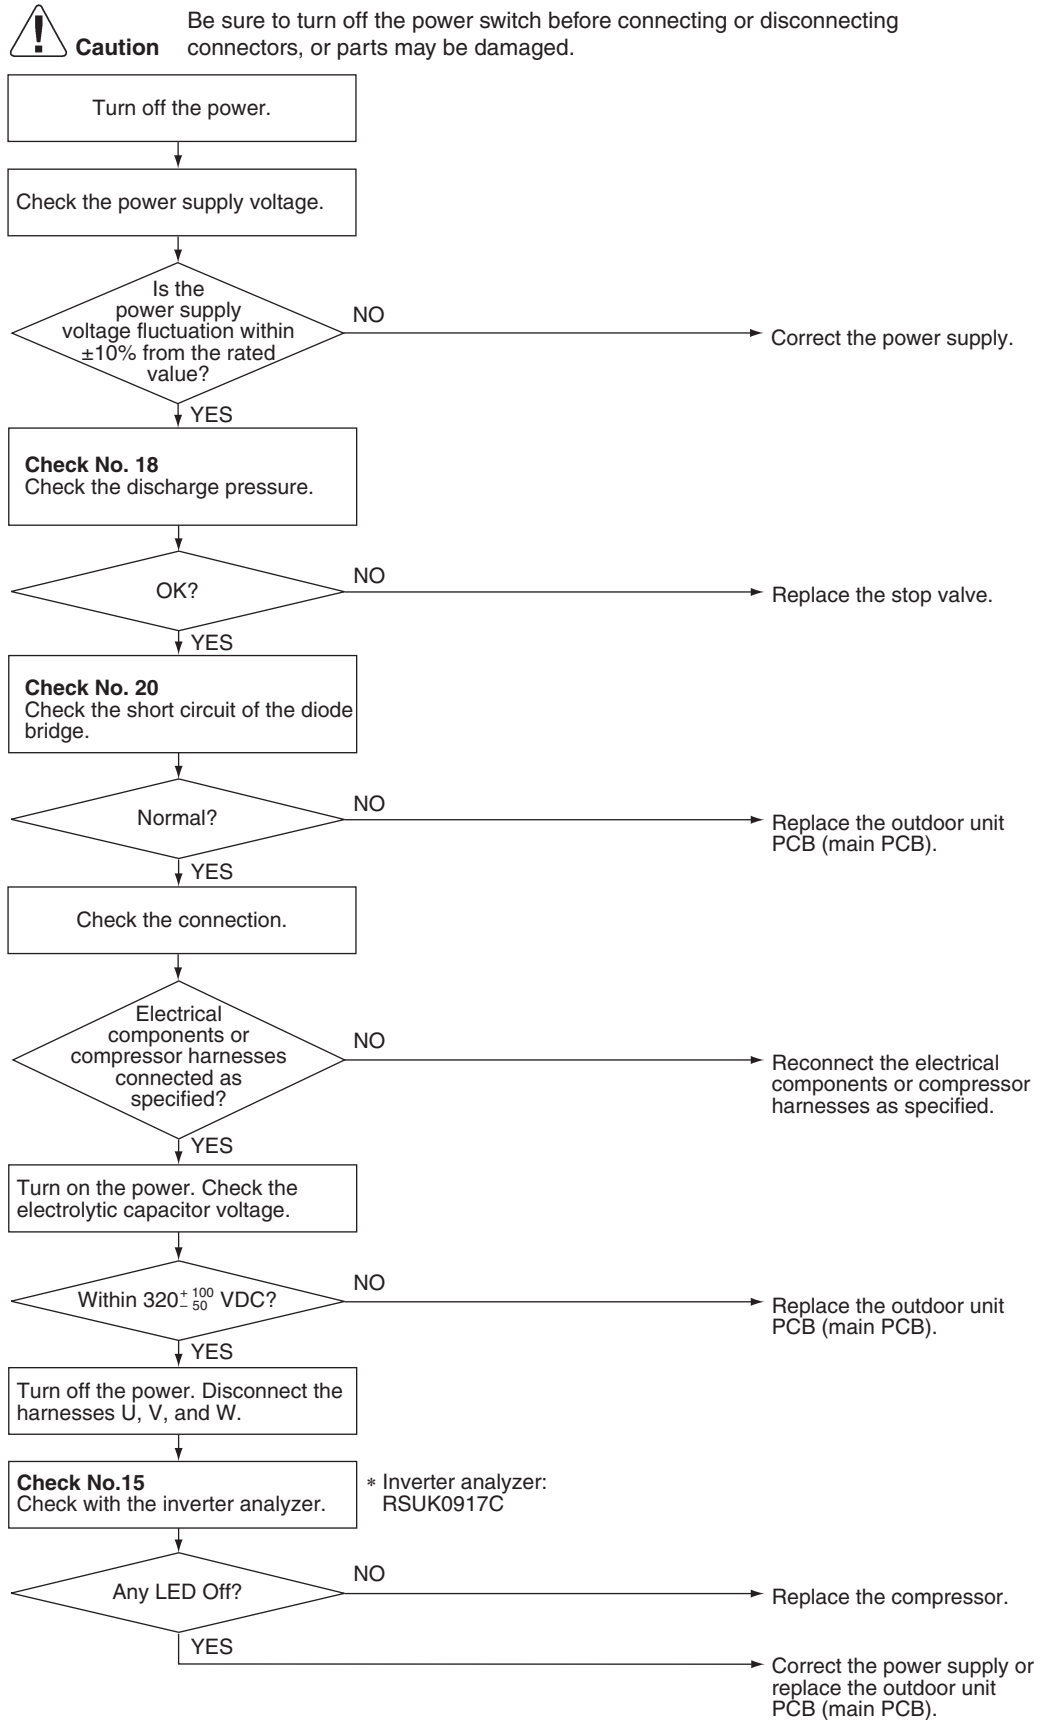 Be sure to turn off the power switch before connecting or disconnecting
Caution connectors, or parts may be damaged.
Turn off the power.
Check the power supply voltage.
Is the
power supply
voltage fluctuation within
±10% from the rated
value?
NO
Correct the power supply.
YES
Check No. 18
Check the discharge pressure.
OK?
NO
Replace the stop valve.
YES
Check No. 20
Check the short circuit of the diode
bridge.
Normal?
NO
Replace the outdoor unit
PCB (main PCB).
YES
Check the connection.
Electrical
components or
compressor harnesses
connected as
specified?
NO
Reconnect the electrical
components or compressor
harnesses as specified.
YES
Turn on the power. Check the
electrolytic capacitor voltage.
Within 320 + 100 − 50 VDC?
NO
Replace the outdoor unit
PCB (main PCB).
YES
Turn off the power. Disconnect the
harnesses U, V, and W.
Check No.15
Check with the inverter analyzer.
* Inverter analyzer:
RSUK0917C
Any LED Off?
NO
Replace the compressor.
YES
Correct the power supply or
replace the outdoor unit
PCB (main PCB).